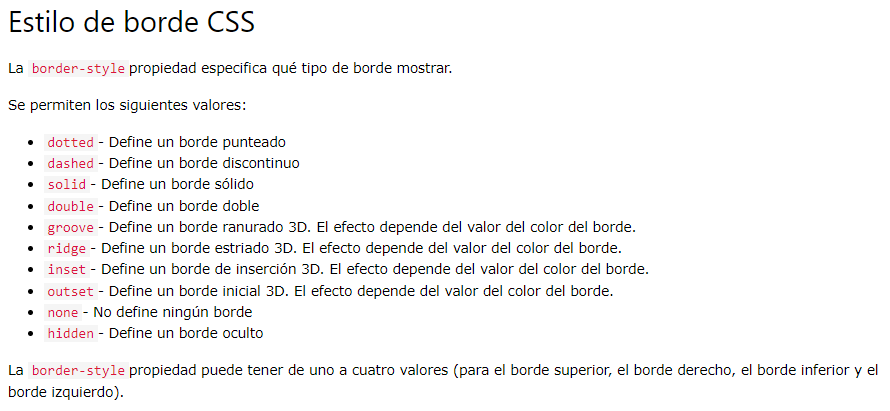 Estilo de borde CSS
La border-style propiedad especifica qué tipo de borde mostrar.
Se permiten los siguientes valores:
• dotted - Define un borde punteado
• dashed - Define un borde discontinuo
• solid - Define un borde sólido
• double - Define un borde doble
• groove - Define un borde ranurado 3D. El efecto depende del valor del color del borde.
• ridge - Define un borde estriado 3D. El efecto depende del valor del color del borde.
• inset - Define un borde de inserción 3D. El efecto depende del valor del color del borde.
• outset - Define un borde inicial 3D. El efecto depende del valor del color del borde.
• none - No define ningún borde
• hidden - Define un borde oculto
La border-style propiedad puede tener de uno a cuatro valores (para el borde superior, el borde derecho, el borde inferior y el
borde izquierdo).